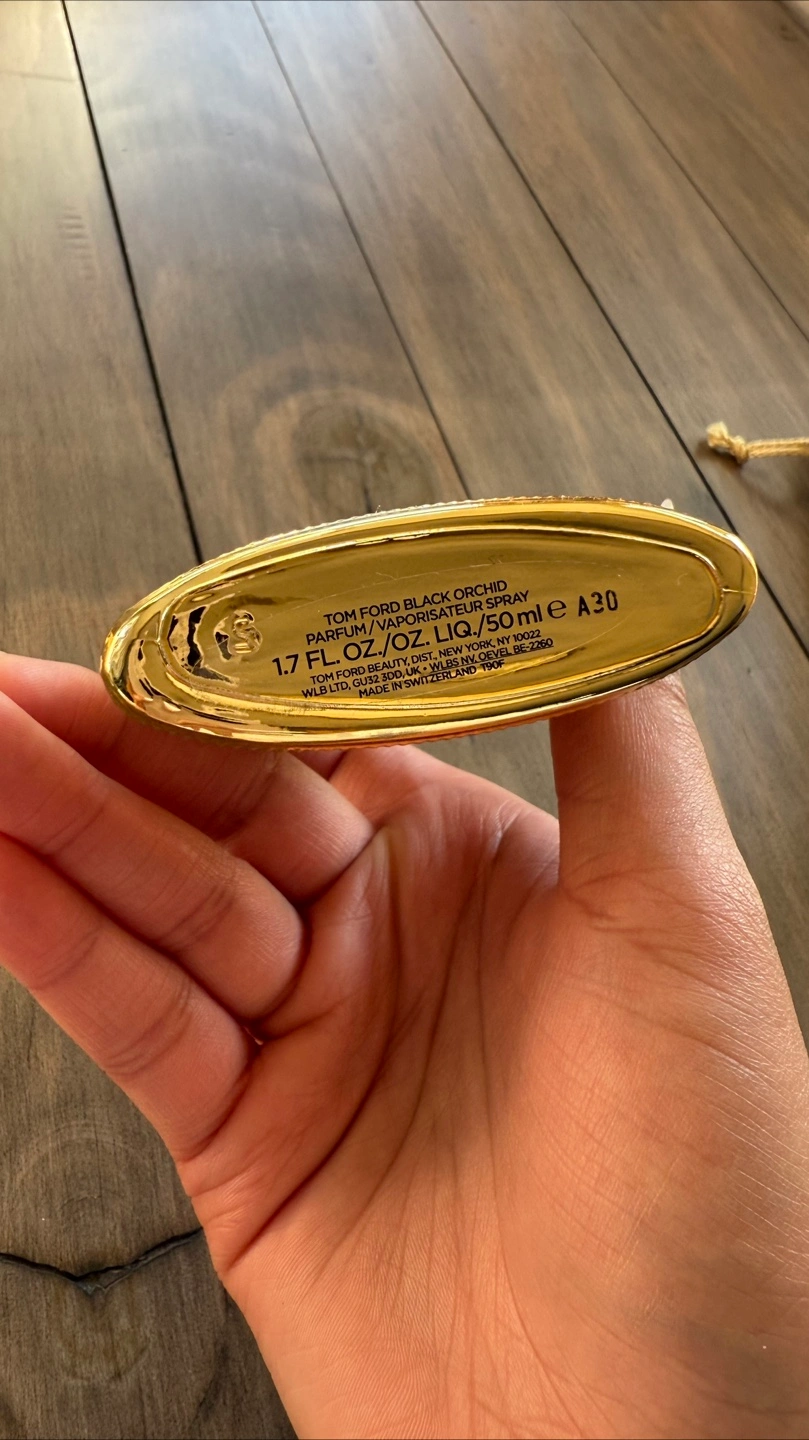 TOM FORD BLACK ORCHID
PARFUM/VAPORISATEUR SPRAY
1.7 FL. OZ./OZ. LIQ./50 ml ℮ A30
TOM FORD BEAUTY, DIST., NEW YORK, NY 10022
WLB LTD, GU32 3DD, UK • WLBS NV. OEVEL BE-2260
MADE IN SWITZERLAND T90F